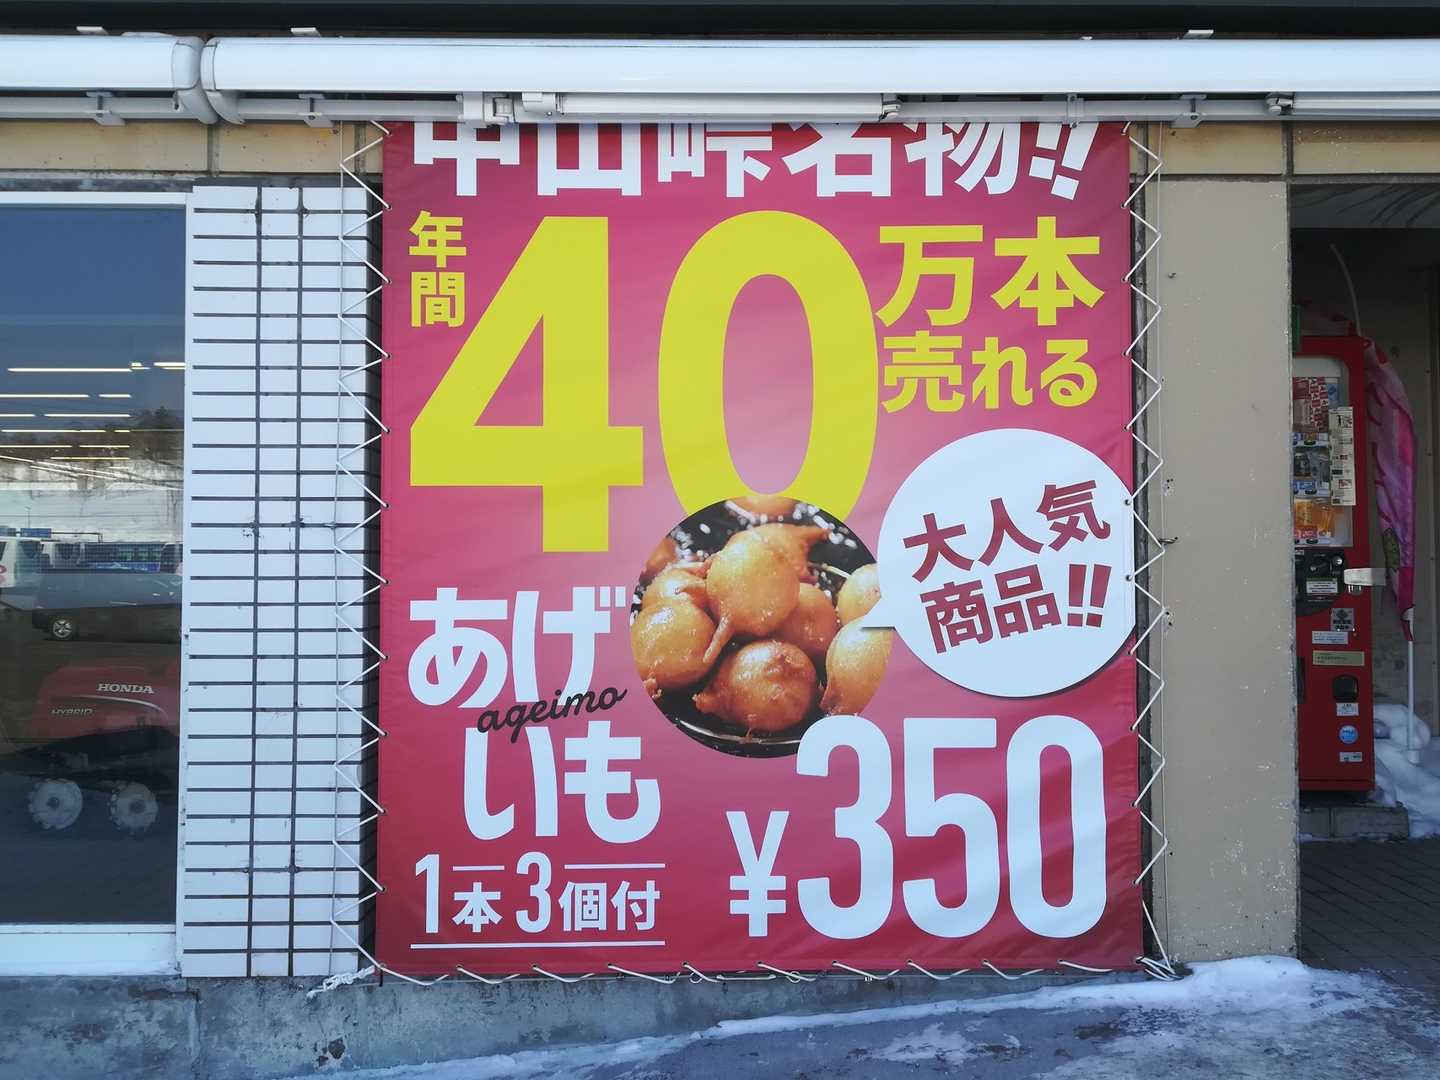 中山峠名物!!
年間
40
万本
売れる
大人気
商品!!
あげ
ageimo
いも
1本3個付
¥350
HONDA
HYBRID